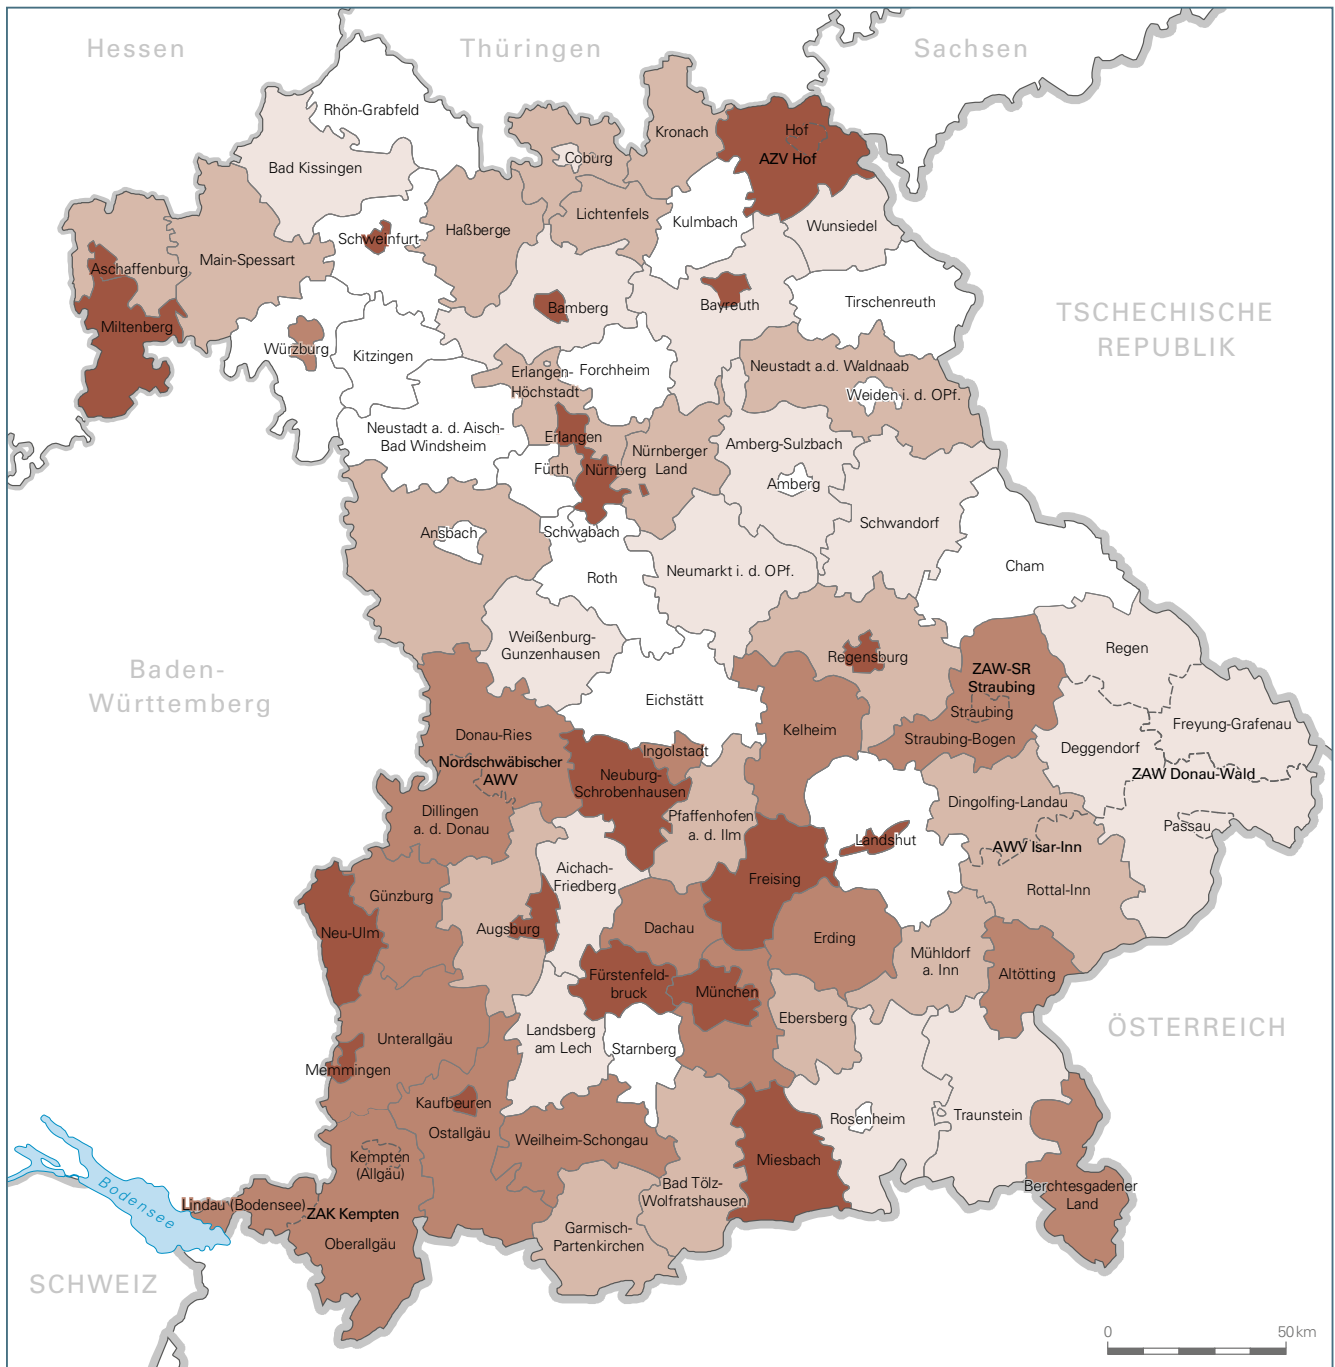 Hessen
Thüringen
Sachsen
Rhön-Grabfeld
Kronach
Hof
AZV Hof
Coburg
Bad Kissingen
Lichtenfels
Kulmbach
Wunsiedel
Haßberge
Schweinfurt
Main-Spessart
Aschaffenburg
Tirschenreuth
Bayreuth
Bamberg
TSCHECHISCHE
REPUBLIK
Miltenberg
Würzburg
Kitzingen
Erlangen-
Höchstadt
Forchheim
Neustadt a.d. Waldnaab
Weiden i. d. OPf.
Neustadt a. d. Aisch-
Bad Windsheim
Erlangen
Amberg-Sulzbach
Nürnberger
Land
Fürth
Nürnberg
Amberg
Schwandorf
Ansbach
Schwabach
Cham
Roth
Neumarkt i. d. OPf.
Weißenburg-
Gunzenhausen
Regensburg
Regen
ZAW-SR
Straubing
Straubing
Baden-
Württemberg
Eichstätt
Freyung-Grafenau
Kelheim
Straubing-Bogen
Deggendorf
Donau-Ries
Ingolstadt
Nordschwäbischer
AWV
Neuburg-
Schrobenhausen
ZAW Donau-Wald
Dingolfing-Landau
Dillingen
a. d. Donau
Pfaffenhofen
a. d. Ilm
Passau
Landshut
AWV Isar-Inn
Aichach-
Friedberg
Freising
Rottal-Inn
Günzburg
Neu-Ulm
Augsburg
Dachau
Erding
Mühldorf
a. Inn
Altötting
Fürstenfeld-
bruck
München
Ebersberg
ÖSTERREICH
Landsberg
am Lech
Starnberg
Unterallgäu
Memmingen
Kaufbeuren
Ostallgäu
Weilheim-Schongau
Rosenheim
Traunstein
Kempten
(Allgäu)
Miesbach
Bad Tölz-
Wolfratshausen
Berchtesgadener
Land
Bodensee
Lindau (Bodensee)
ZAK Kempten
Oberallgäu
Garmisch-
Partenkirchen
SCHWEIZ
0
50 km